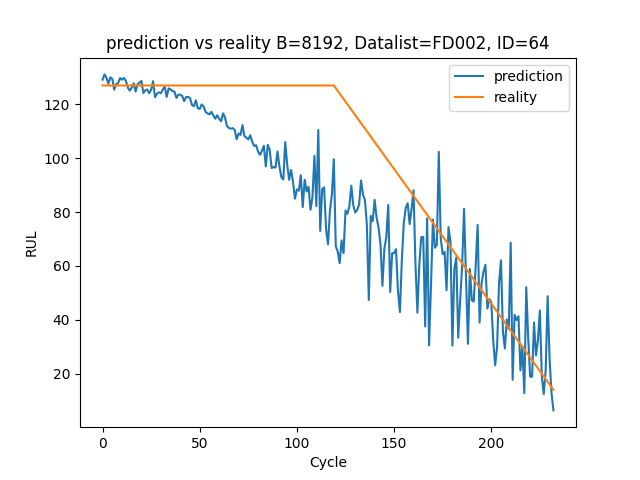 prediction vs reality B=8192, Datalist=FD002, ID=64
prediction
reality
120
100
80
60
40
20
RUL
0
50
100
150
200
Cycle